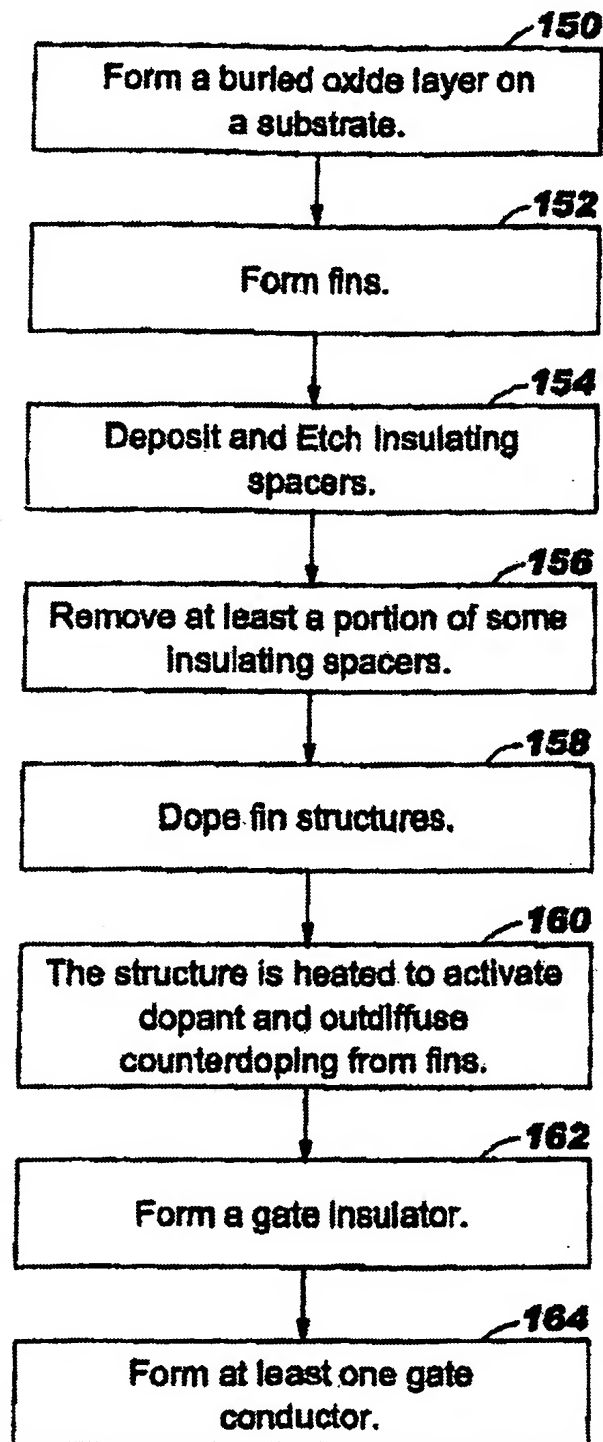 150
Form a buried oxide layer on
a substrate.
152
Form fins.
154
Deposit and Etch Insulating
spacers.
156
Remove at least a portion of some
insulating spacers.
158
Dope fin structures.
160
The structure is heated to activate
dopant and outdiffuse
counterdoping from fins.
162
Form a gate insulator.
164
Form at least one gate
conductor.